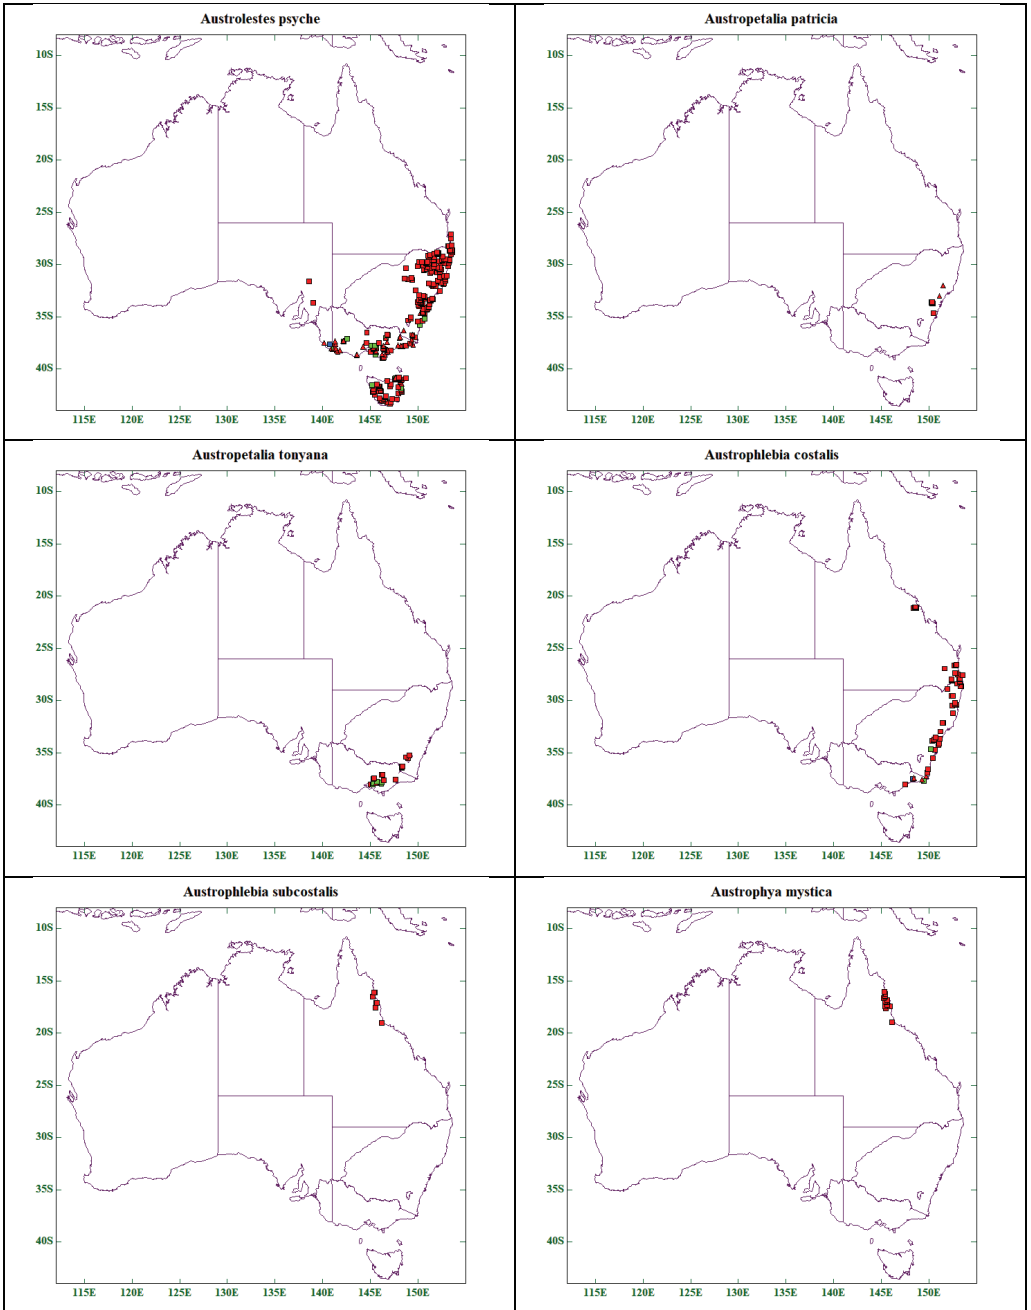 Austrolestes psyche
10S
15S
20S
25S
30S
35S
40S
115E 120E 125E 130E 135E 140E 145E 150E
Austropetalia patricia
10S
15S
20S
25S
30S
35S
40S
115E 120E 125E 130E 135E 140E 145E 150E
Austropetalia tonyana
10S
15S
20S
25S
30S
35S
40S
115E 120E 125E 130E 135E 140E 145E 150E
Austrophlebia costalis
10S
15S
20S
25S
30S
35S
40S
115E 120E 125E 130E 135E 140E 145E 150E
Austrophlebia subcostalis
10S
15S
20S
25S
30S
35S
40S
115E 120E 125E 130E 135E 140E 145E 150E
Austrophya mystica
10S
15S
20S
25S
30S
35S
40S
115E 120E 125E 130E 135E 140E 145E 150E